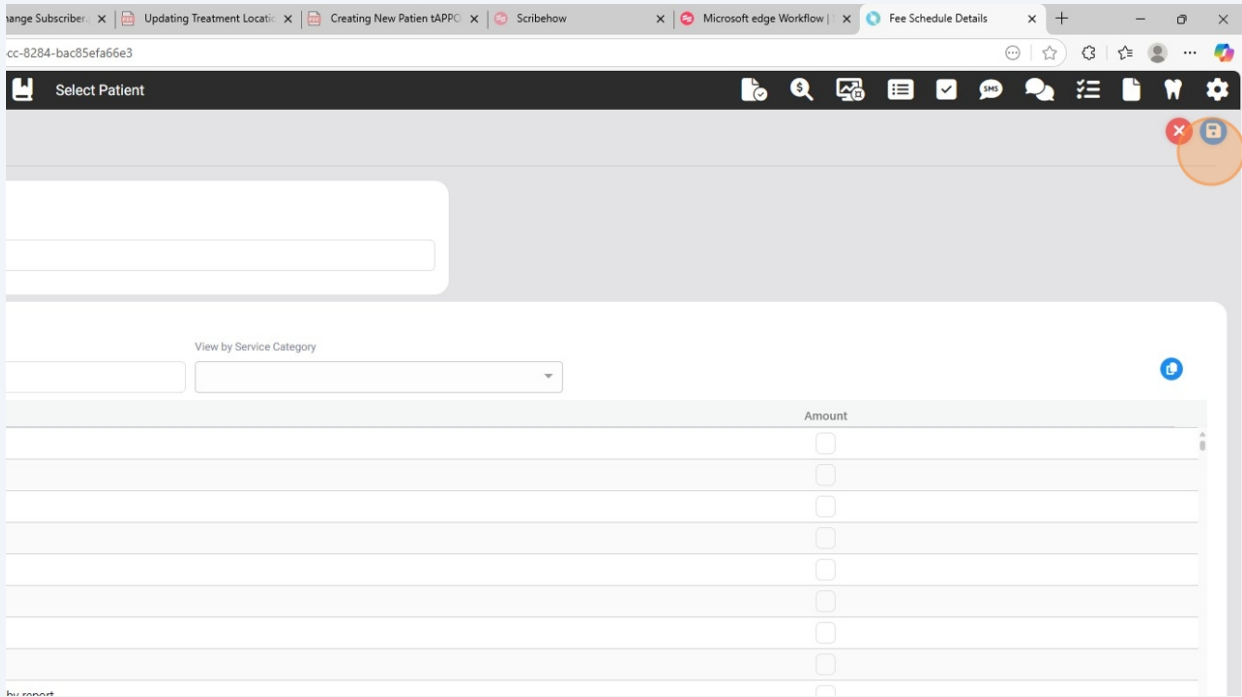 hange Subscriber.
Updating Treatment Locatio
Creating New Patien tAPPO
Scribehow
Microsoft edge Workflow |
Fee Schedule Details
cc-8284-bac85efa66e3
Select Patient
SMS
View by Service Category
Amount
by report